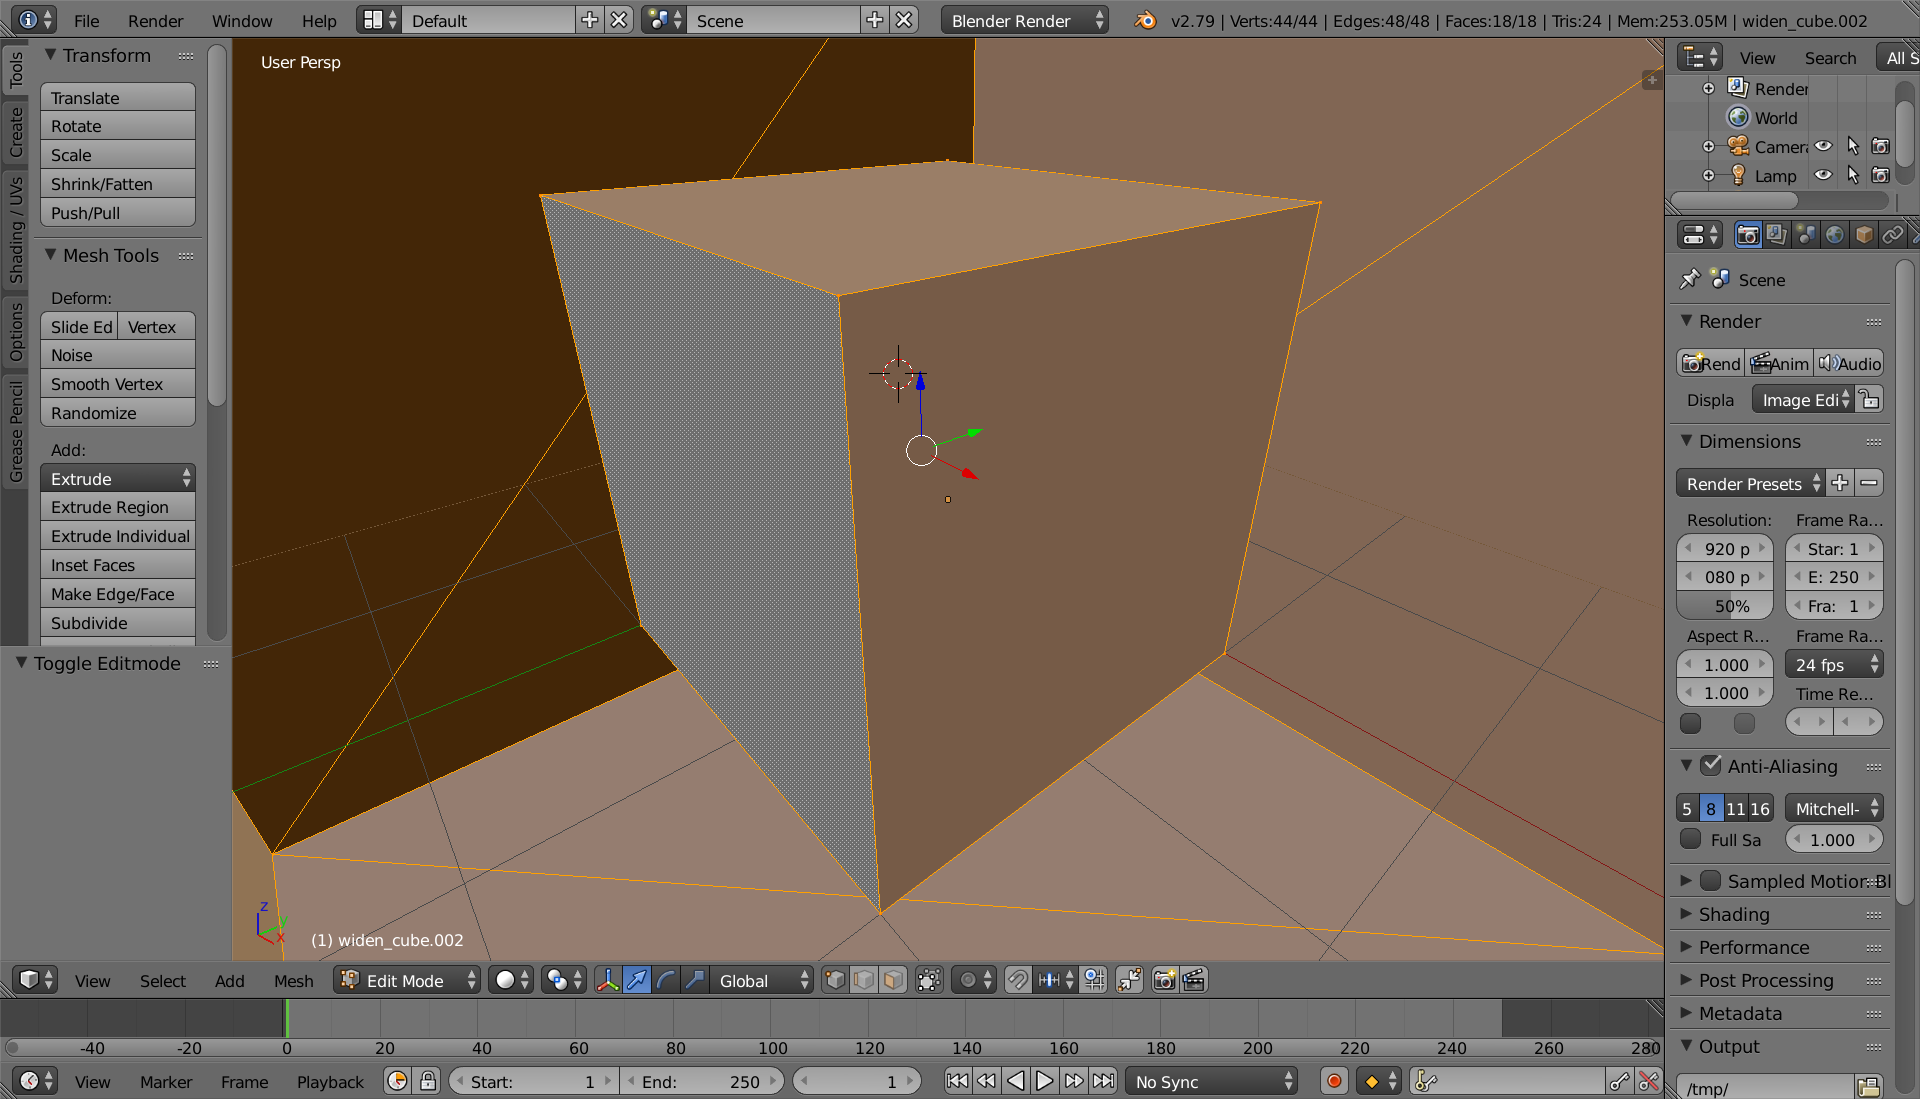 File Render Window Help Default Scene Blender Render v2.79 | Verts:44/44 | Edges:48/48 | Faces:18/18 | Tris:24 | Mem:253.05M | widen_cube.002
Tools
Create
Shading / UVs
Options
Grease Pencil
Transform
Translate
Rotate
Scale
Shrink/Fatten
Push/Pull
Mesh Tools
Deform:
Slide Ed Vertex
Noise
Smooth Vertex
Randomize
Add:
Extrude
Extrude Region
Extrude Individual
Inset Faces
Make Edge/Face
Subdivide
Toggle Editmode
User Persp
z
y
x
(1) widen_cube.002
View Search All S
Render
World
Camera
Lamp
Scene
Render
Rend Anim Audio
Displa Image Edi
Dimensions
Render Presets
Resolution: Frame Ra...
920 p Star: 1
080 p E: 250
50% Fra: 1
Aspect R... Frame Ra...
1.000 24 fps
1.000 Time Re...
Anti-Aliasing
5 8 11 16 Mitchell-
Full Sa 1.000
Sampled Motion Bl
Shading
Performance
Post Processing
Metadata
Output
/tmp/
View Select Add Mesh Edit Mode Global
-40 -20 0 20 40 60 80 100 120 140 160 180 200 220 240 260 280
View Marker Frame Playback Start: 1 End: 250 1 No Sync